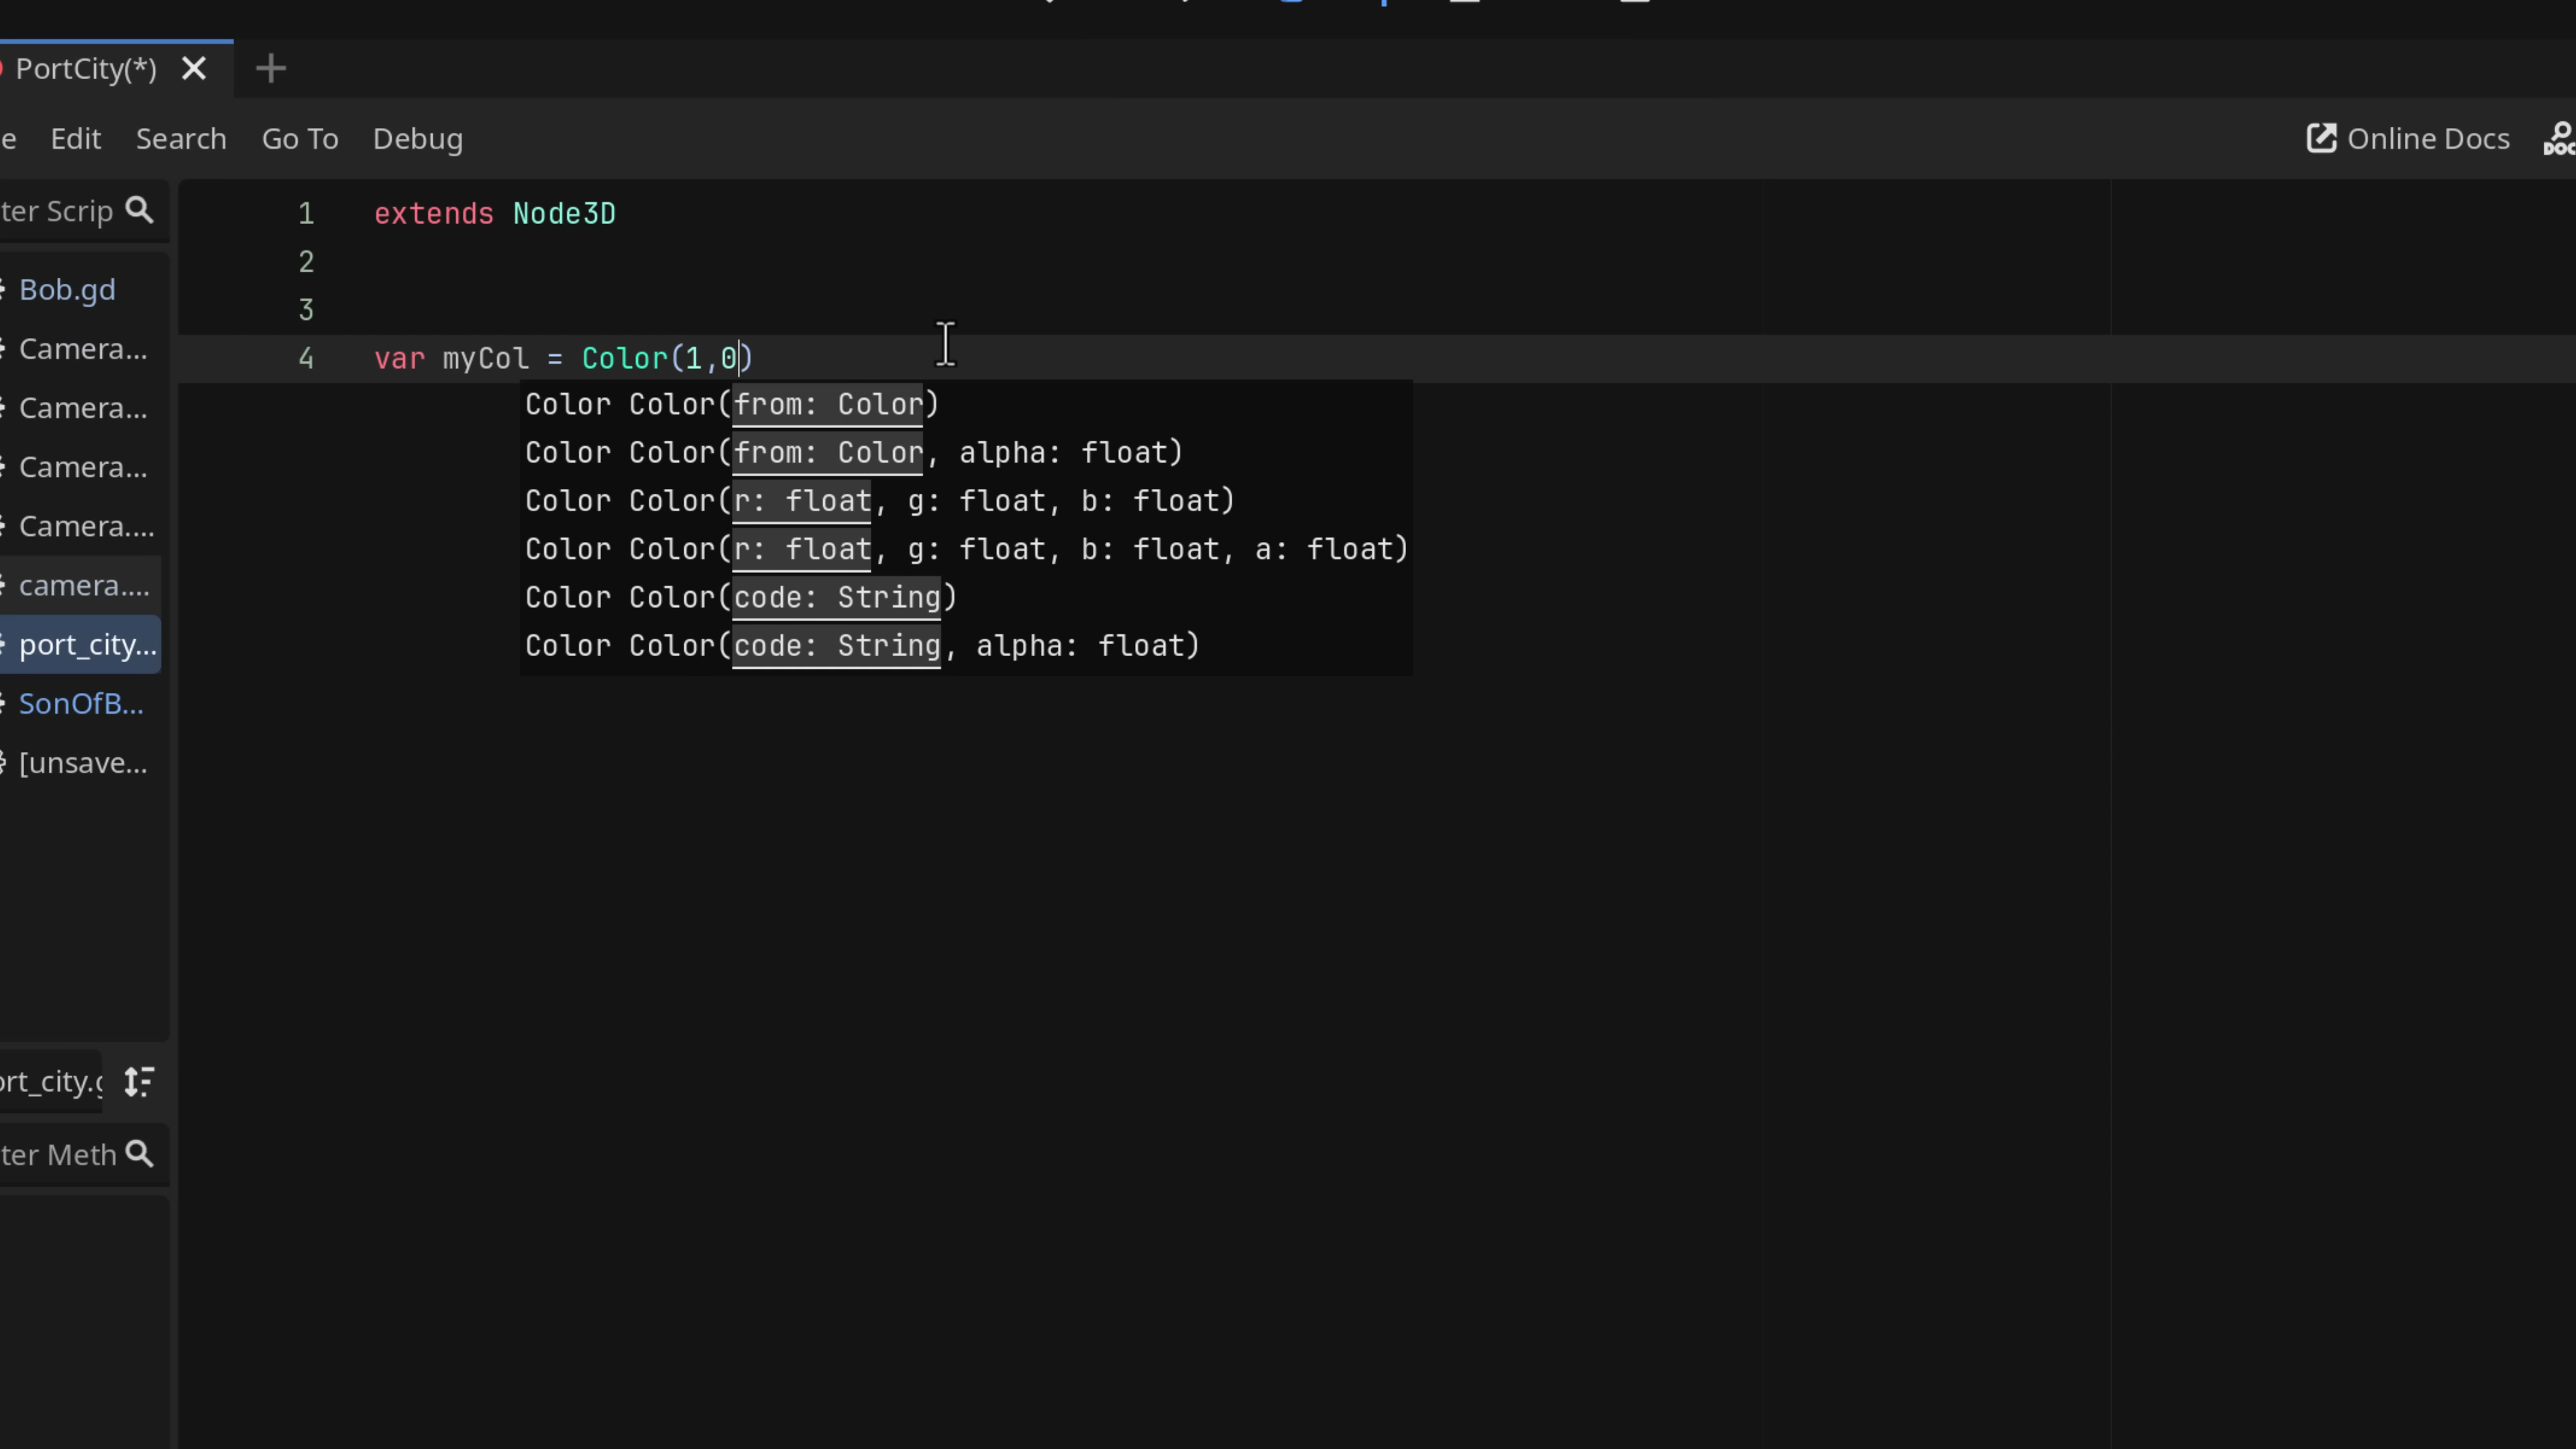 PortCity(*)
e Edit Search Go To Debug Online Docs
DOC
ter Scrip
Bob.gd
Camera...
Camera...
Camera...
Camera....
camera....
port_city...
SonOfB...
[unsave...
ort_city.g
ter Meth
1 extends Node3D
2
3
4 var myCol = Color(1,0)
Color Color(from: Color)
Color Color(from: Color, alpha: float)
Color Color(r: float, g: float, b: float)
Color Color(r: float, g: float, b: float, a: float)
Color Color(code: String)
Color Color(code: String, alpha: float)